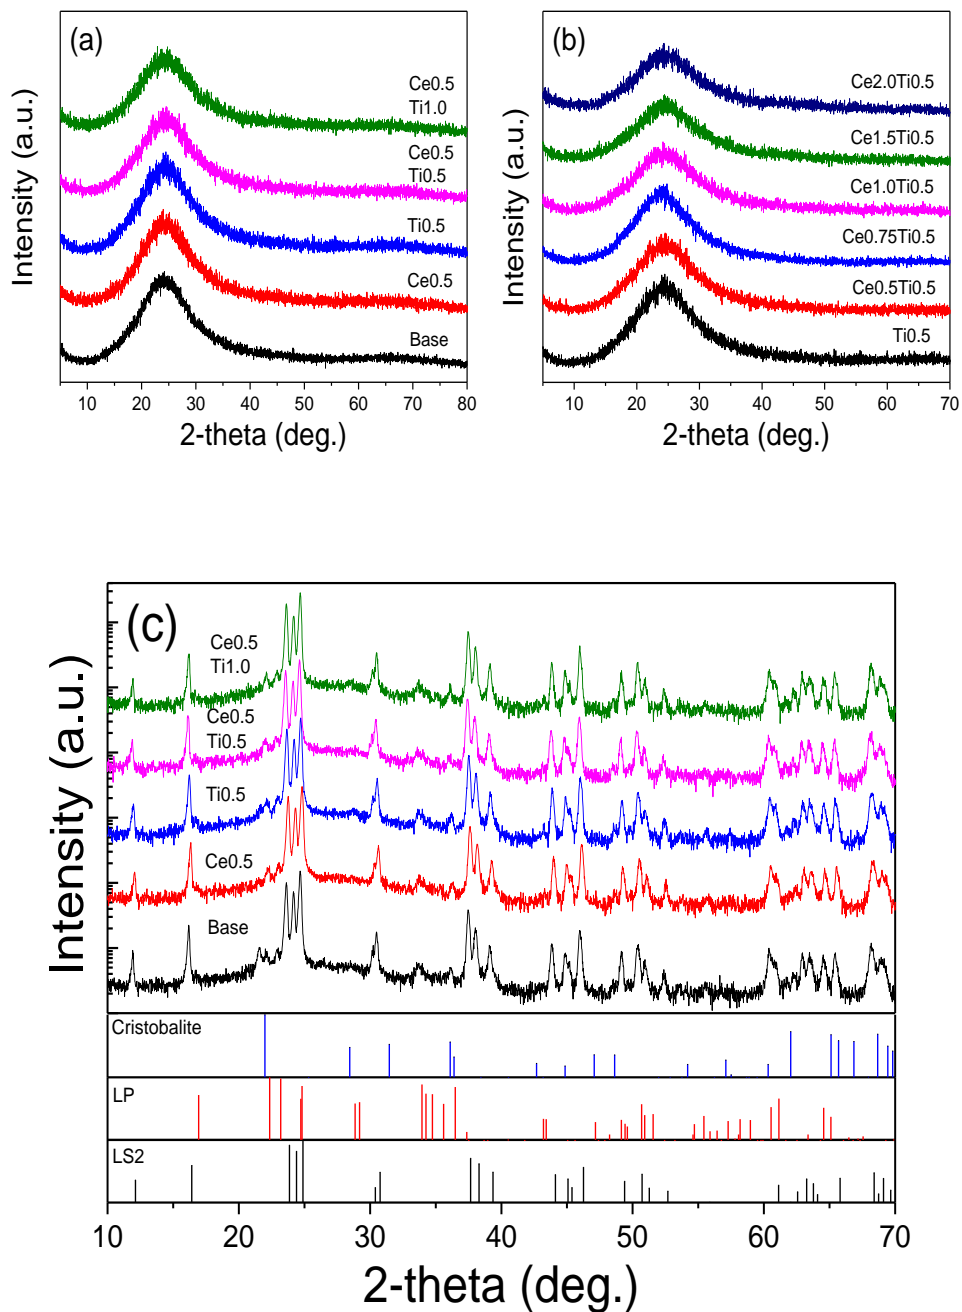 (a)
Ce0.5
Ti1.0
Ce0.5
Ti0.5
Ti0.5
Ce0.5
Base
Intensity (a.u.)
10 20 30 40 50 60 70 80
2-theta (deg.)
(b)
Ce2.0Ti0.5
Ce1.5Ti0.5
Ce1.0Ti0.5
Ce0.75Ti0.5
Ce0.5Ti0.5
Ti0.5
Intensity (a.u.)
10 20 30 40 50 60 70
2-theta (deg.)
(c)
Ce0.5
Ti1.0
Ce0.5
Ti0.5
Ti0.5
Ce0.5
Base
Intensity (a.u.)
Cristobalite
LP
LS2
10 20 30 40 50 60 70
2-theta (deg.)